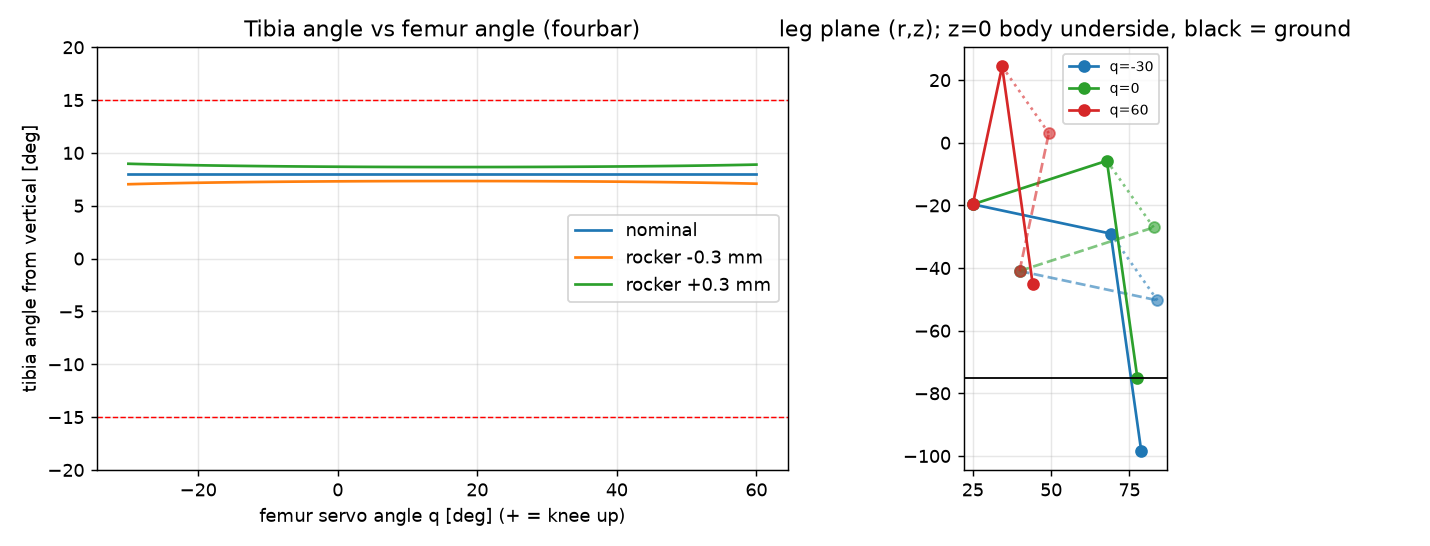 Tibia angle vs femur angle (fourbar)
20
15
10
5
0
−5
−10
−15
−20
tibia angle from vertical [deg]
nominal
rocker -0.3 mm
rocker +0.3 mm
−20
0
20
40
60
femur servo angle q [deg] (+ = knee up)
leg plane (r,z); z=0 body underside, black = ground
q=-30
q=0
q=60
20
0
−20
−40
−60
−80
−100
25
50
75